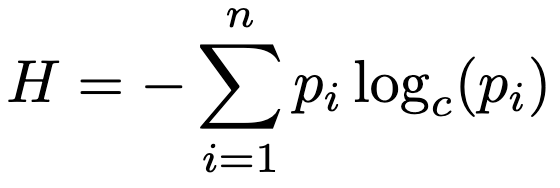 H = -\sum_{i=1}^{n} p_i \log_c(p_i)